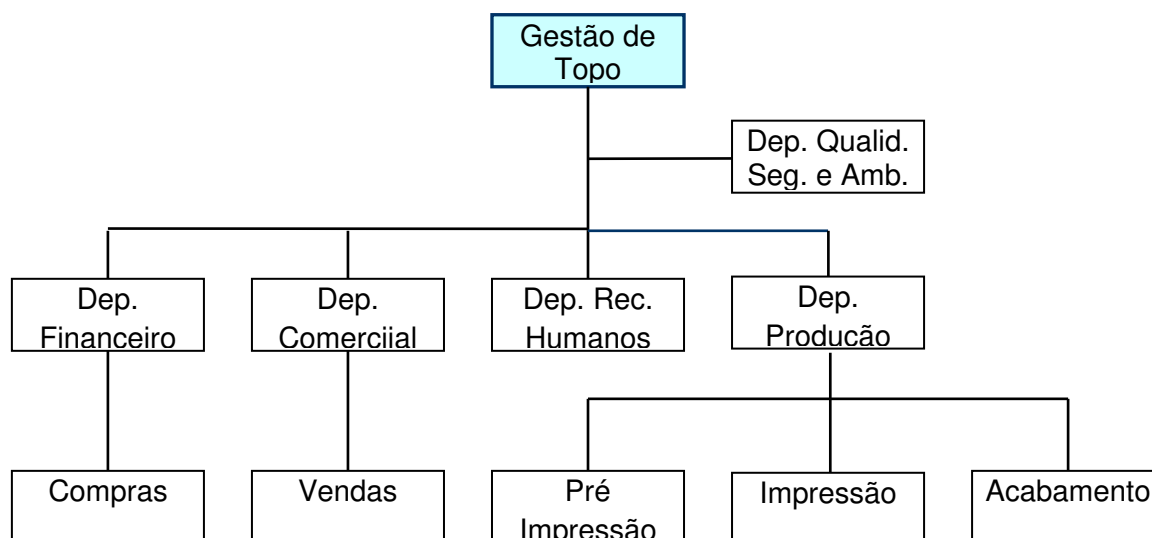 Gestão de
Topo
Dep. Qualid.
Seg. e Amb.
Dep.
Financeiro
Dep.
Comerciial
Dep. Rec.
Humanos
Dep.
Produção
Compras
Vendas
Pré
Impressão
Impressão
Acabamento